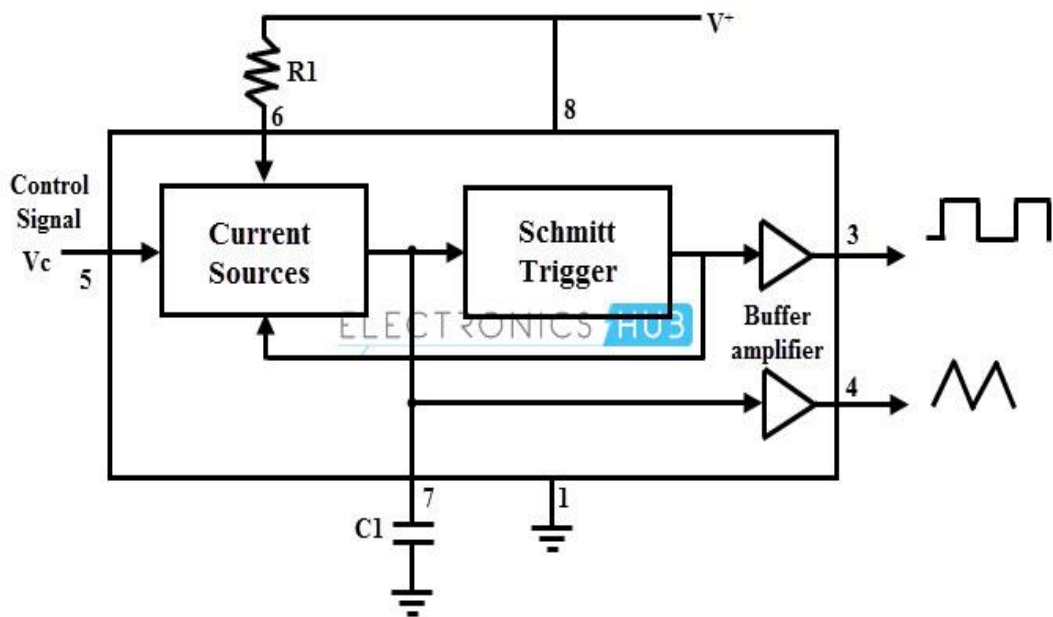 V+
R1
6
8
Control
Signal
Vc
5
Current
Sources
Schmitt
Trigger
3
ELECTRONICS HUB
Buffer
amplifier
4
7
1
C1